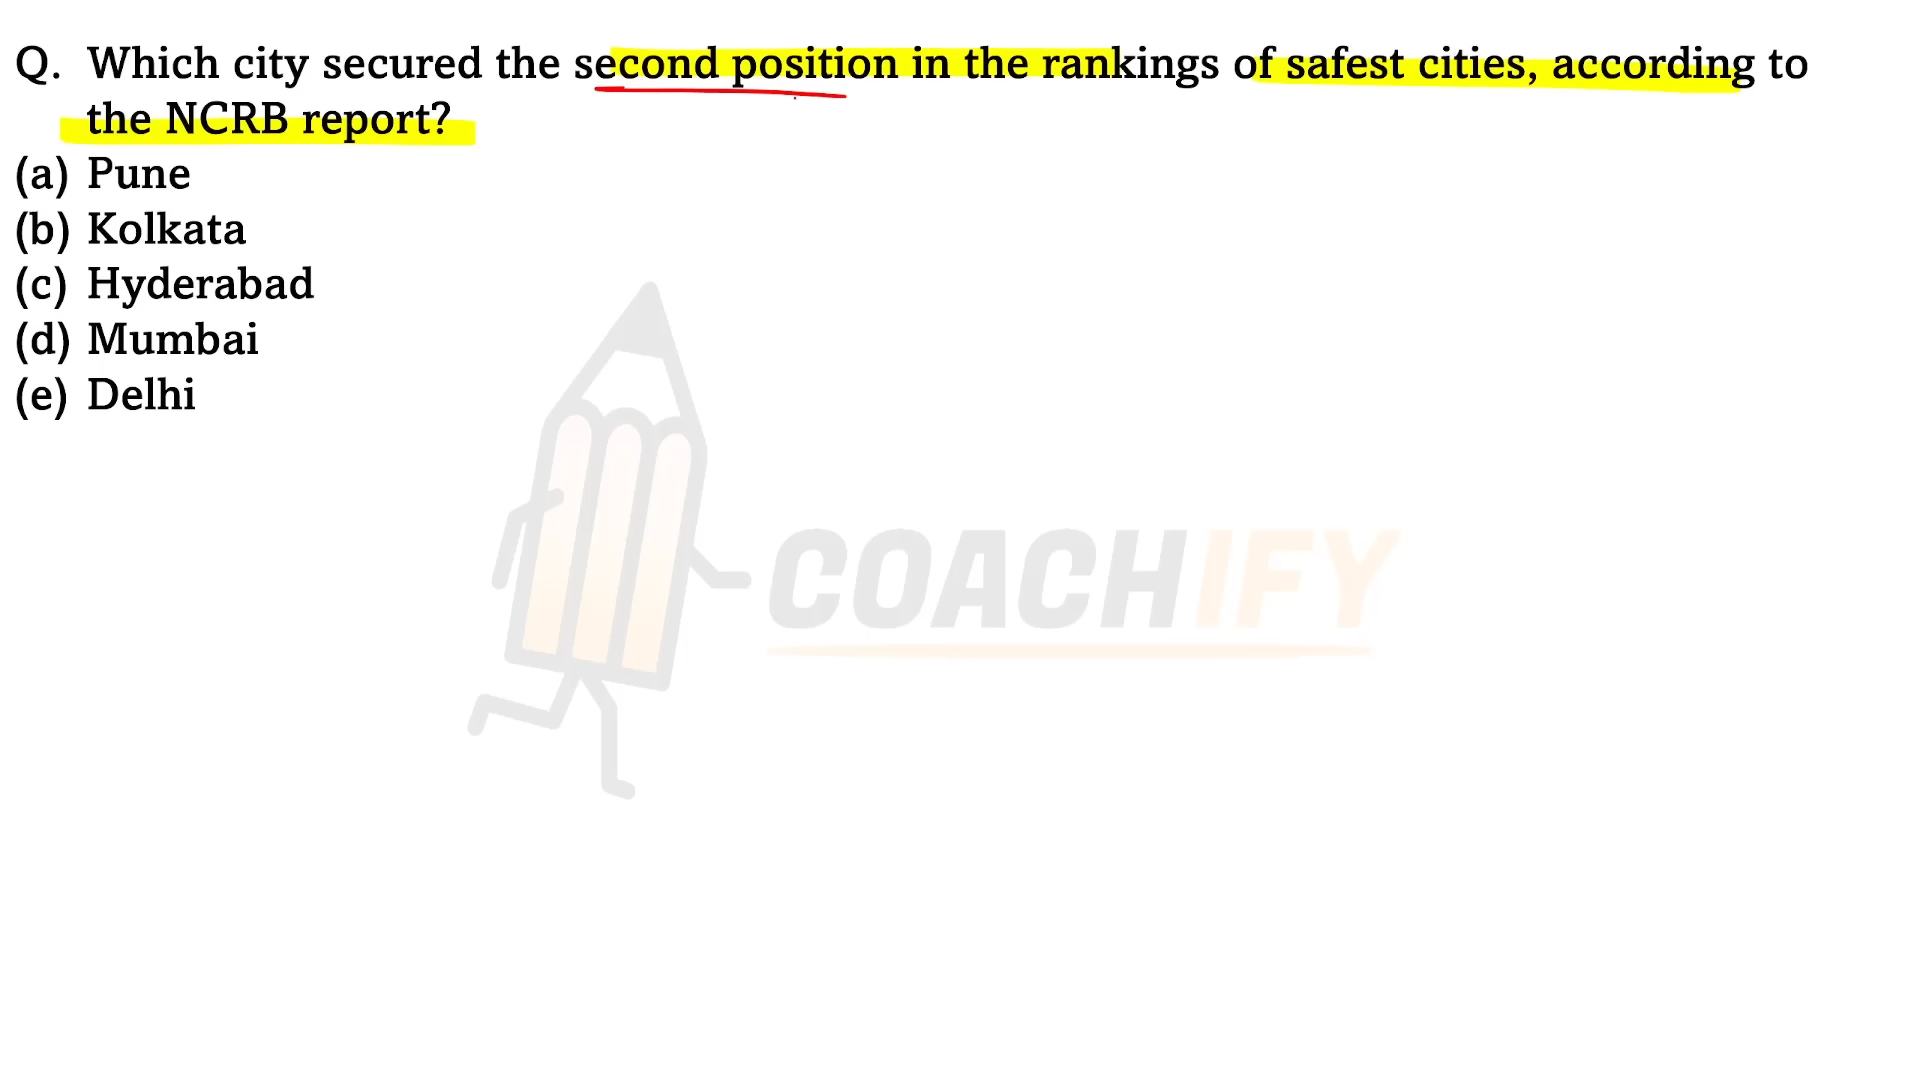 Q. Which city secured the second position in the rankings of safest cities, according to
the NCRB report?
(a) Pune
(b) Kolkata
(c) Hyderabad
(d) Mumbai
(e) Delhi
COACHIFY